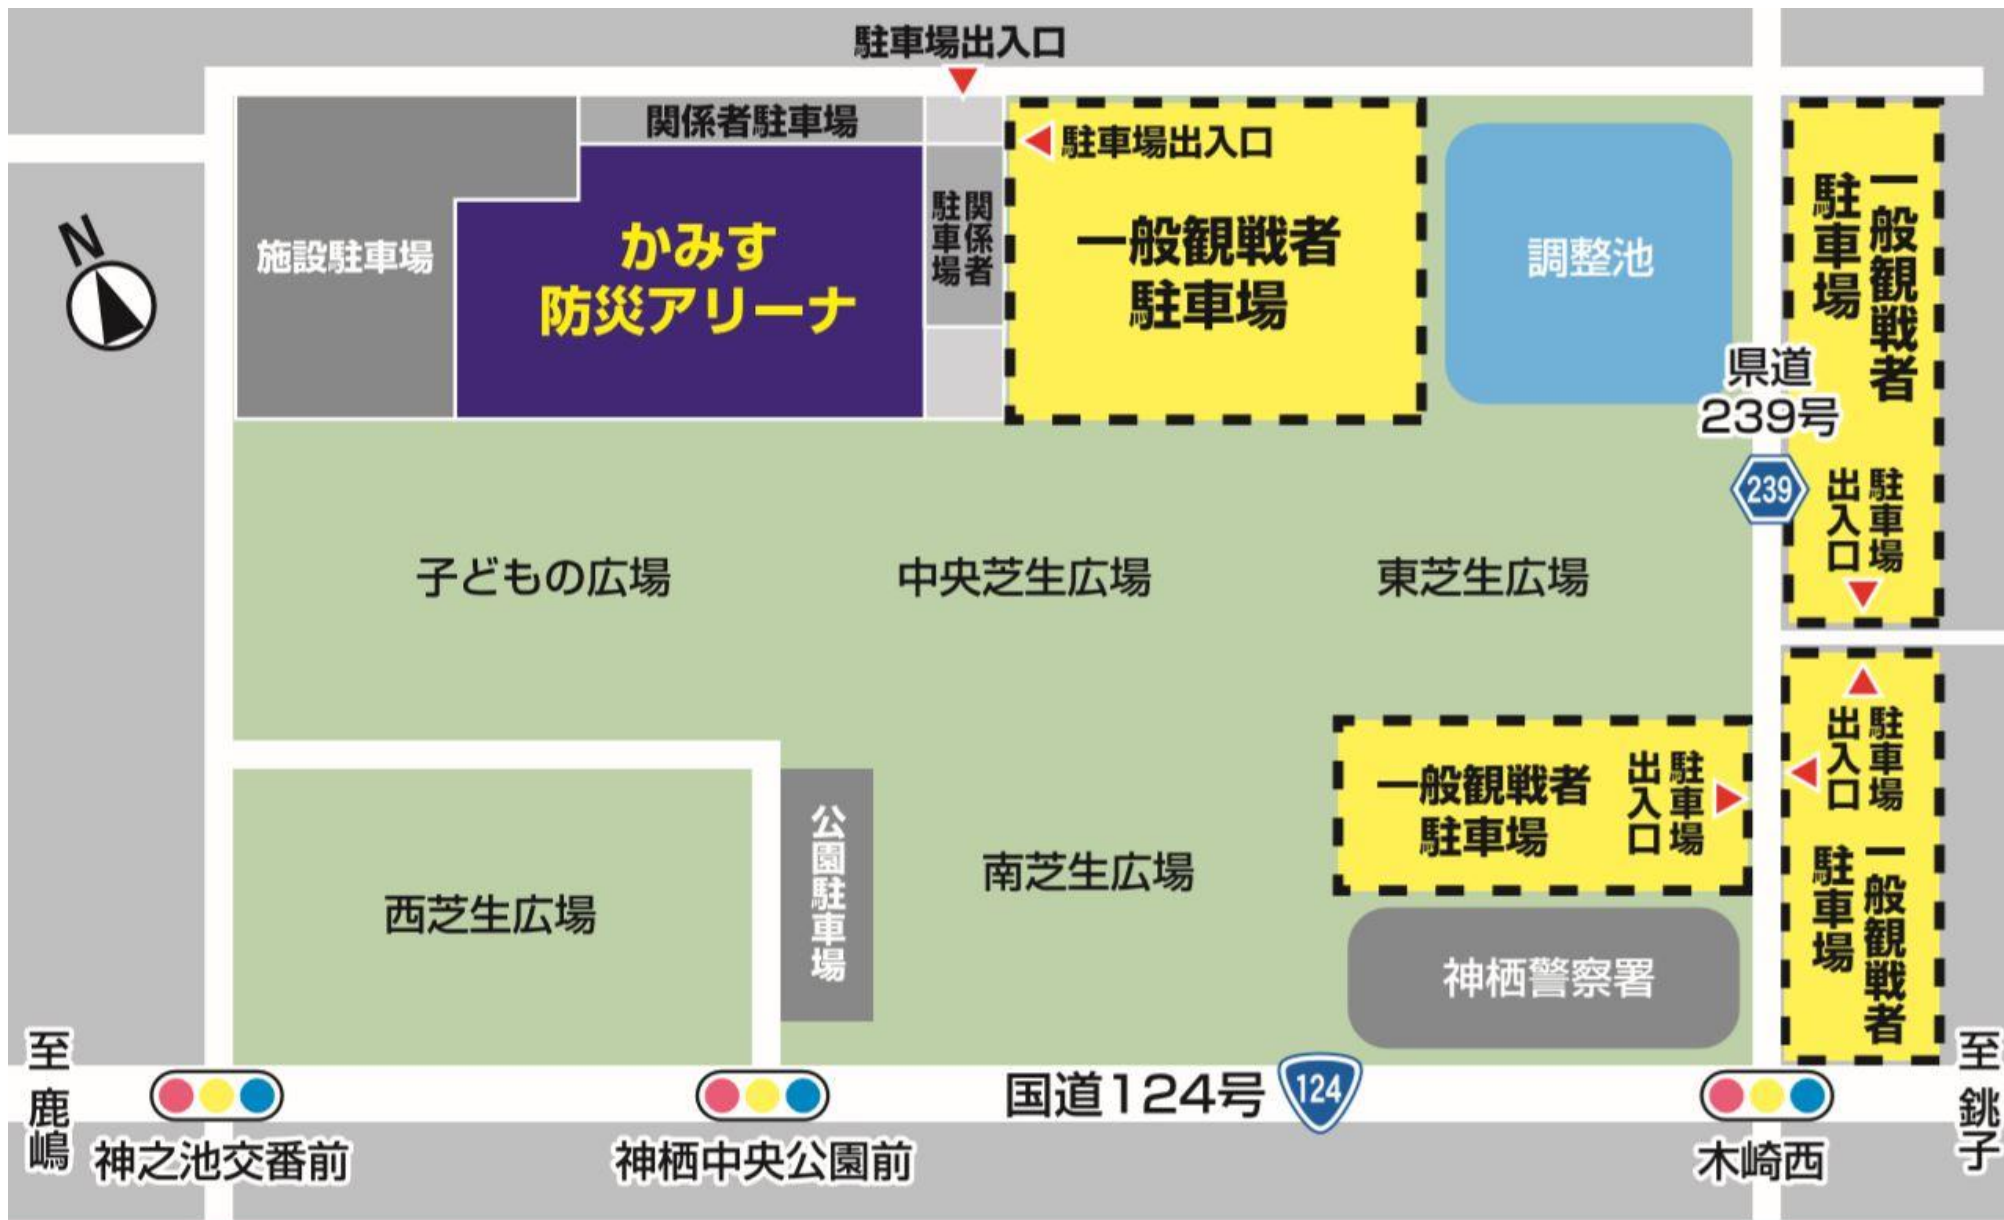 駐車場出入口
関係者駐車場
駐車場出入口
N
施設駐車場
かみす
防災アリーナ
関係者
駐車場
一般観戦者
駐車場
調整池
一般観戦者
駐車場
県道
239号
239
駐車場
出入口
子どもの広場
中央芝生広場
東芝生広場
駐車場
出入口
一般観戦者
駐車場
駐車場
出入口
一般観戦者
駐車場
公園駐車場
南芝生広場
西芝生広場
神栖警察署
至 鹿嶋
国道124号
124
至 銚子
神之池交番前
神栖中央公園前
木崎西